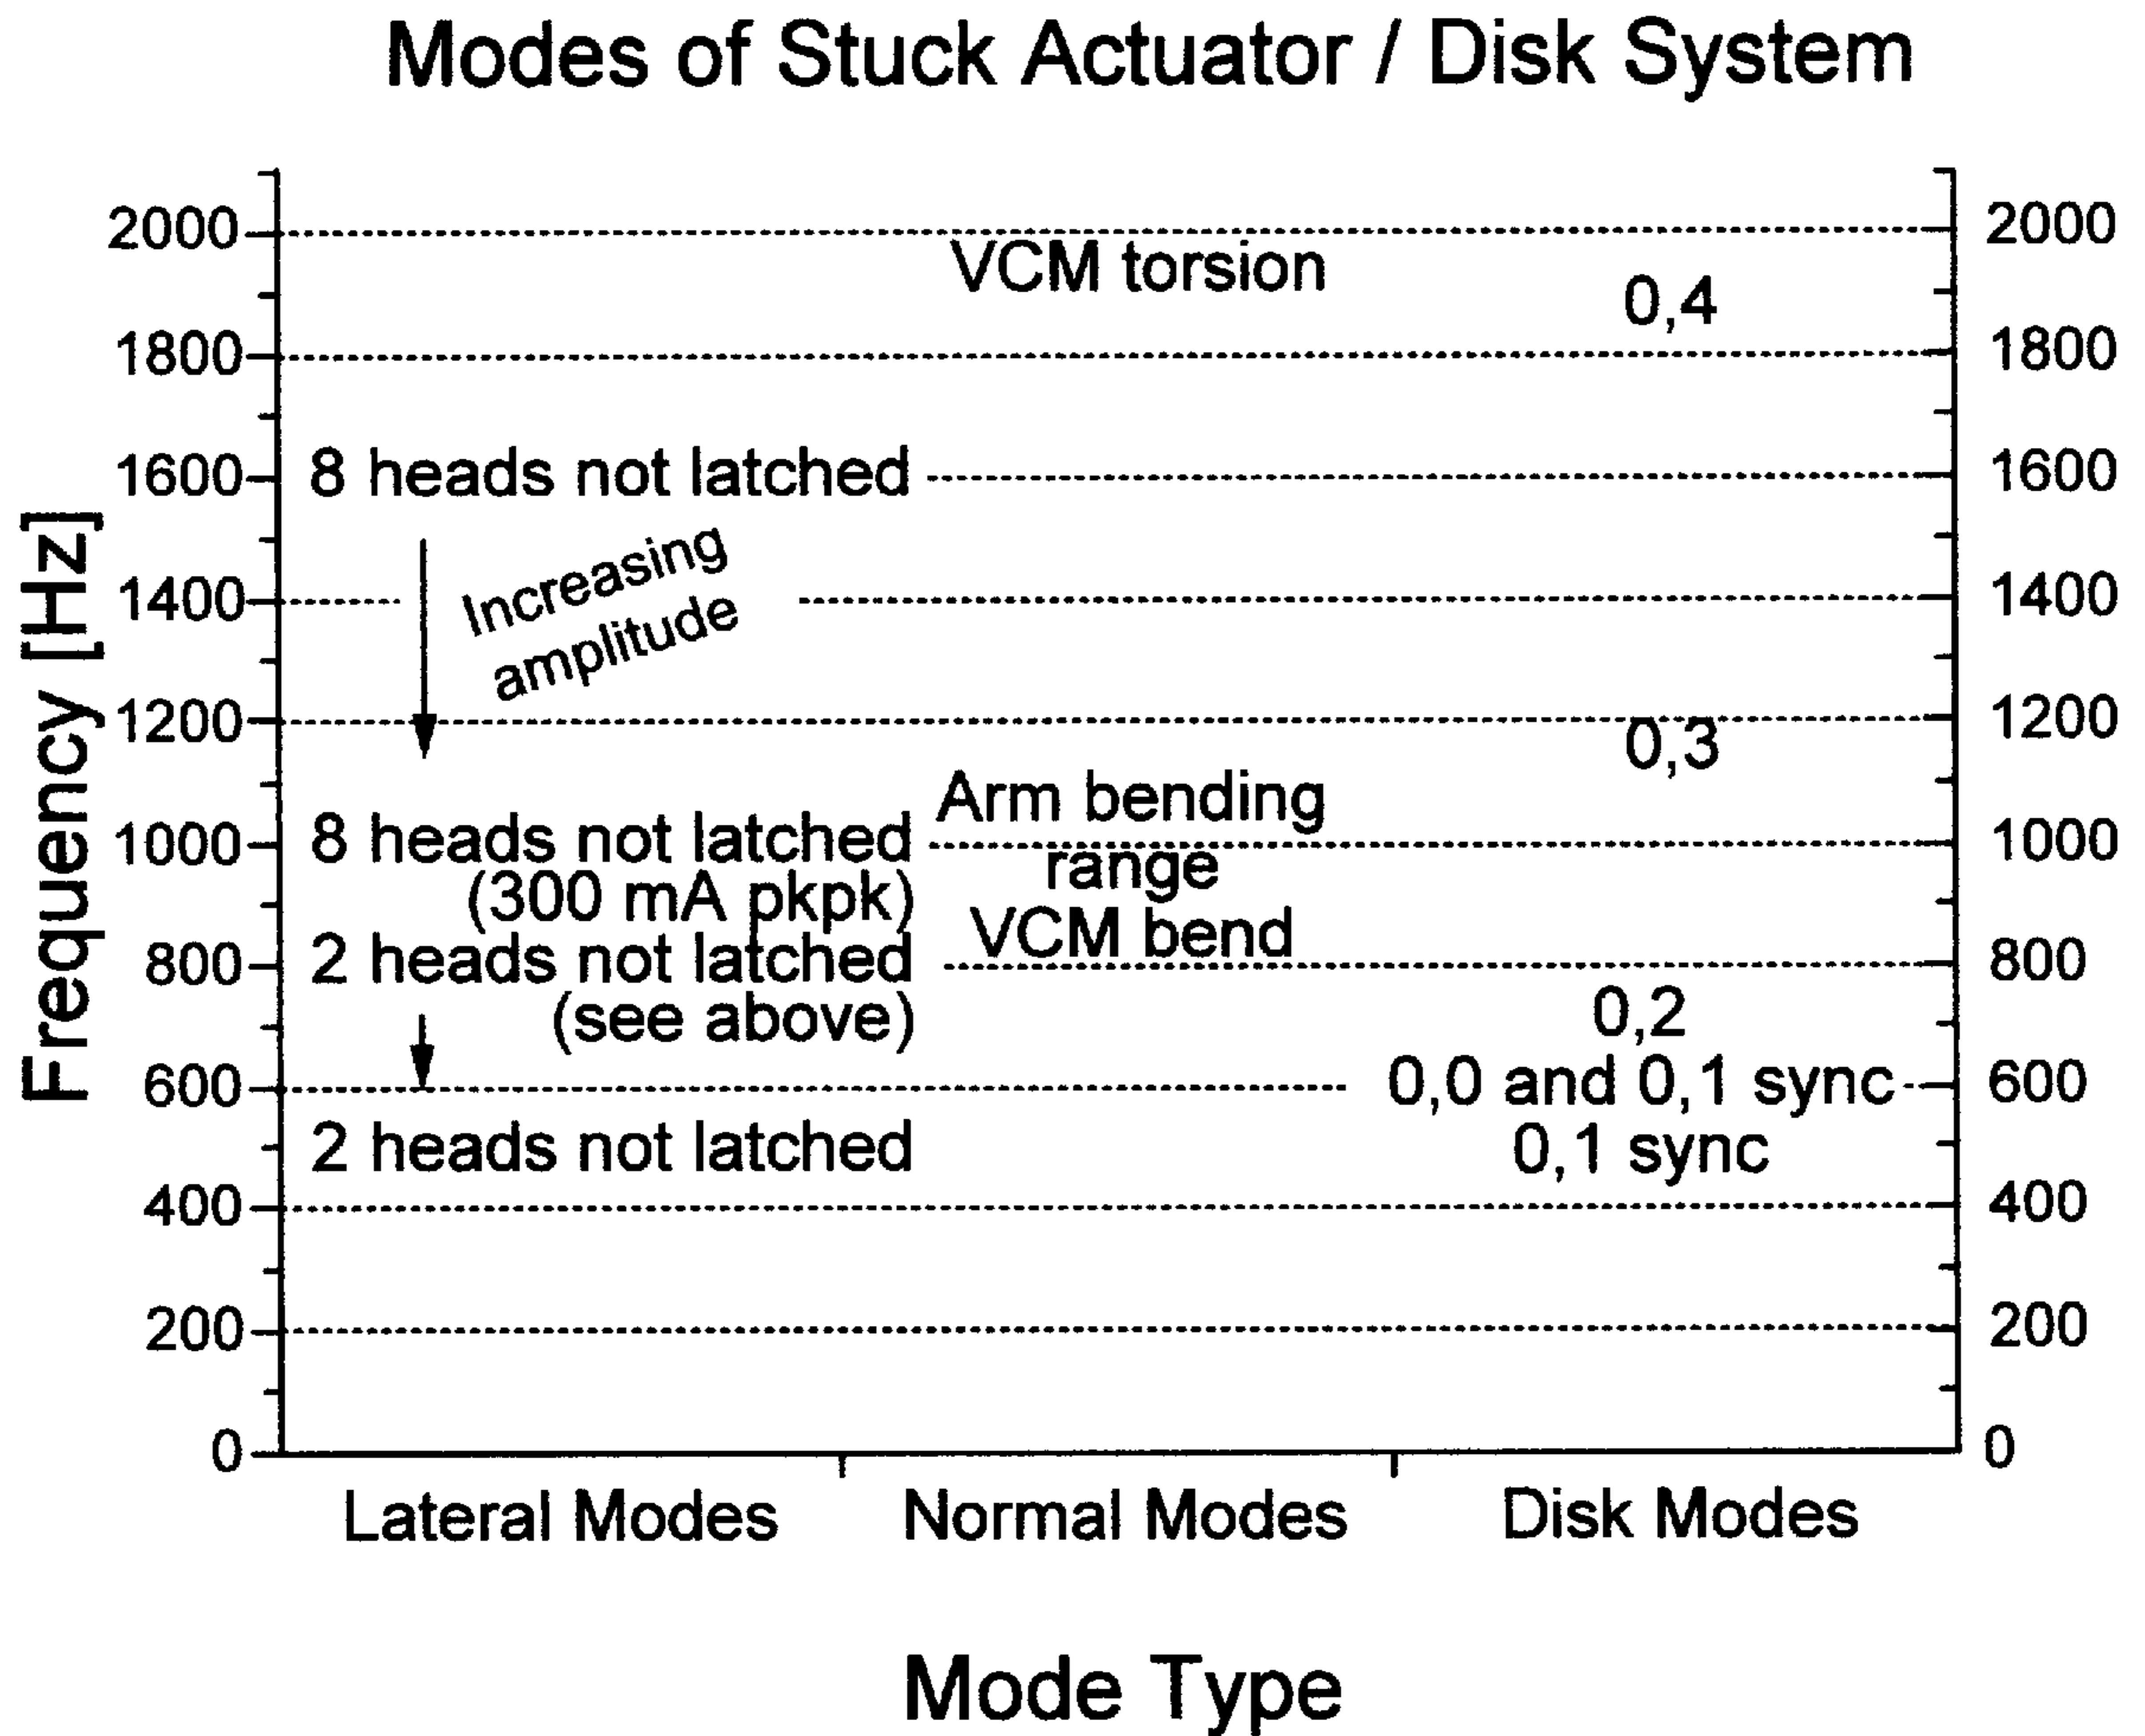 Modes of Stuck Actuator / Disk System
Frequency [Hz]
2000
1800
1600
1400
1200
1000
800
600
400
200
0
8 heads not latched
Increasing
amplitude
8 heads not latched
(300 mA pkpk)
2 heads not latched
(see above)
2 heads not latched
VCM torsion
Arm bending
range
VCM bend
0,4
0,3
0,2
0,0 and 0,1 sync
0,1 sync
2000
1800
1600
1400
1200
1000
800
600
400
200
0
Lateral Modes
Normal Modes
Disk Modes
Mode Type